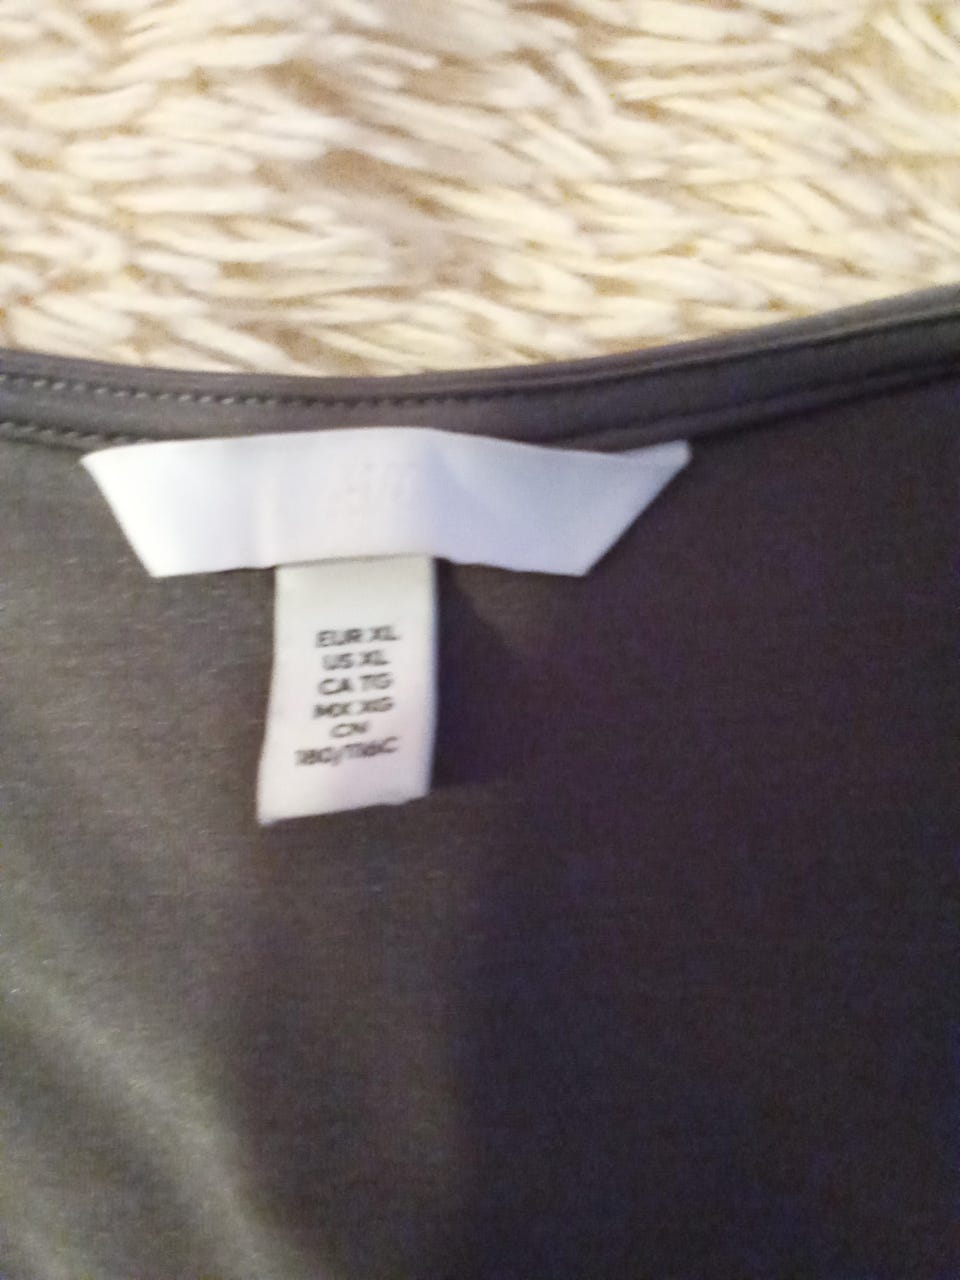 EUR XL
US XL
CA TG
MX XG
CN
180/116C